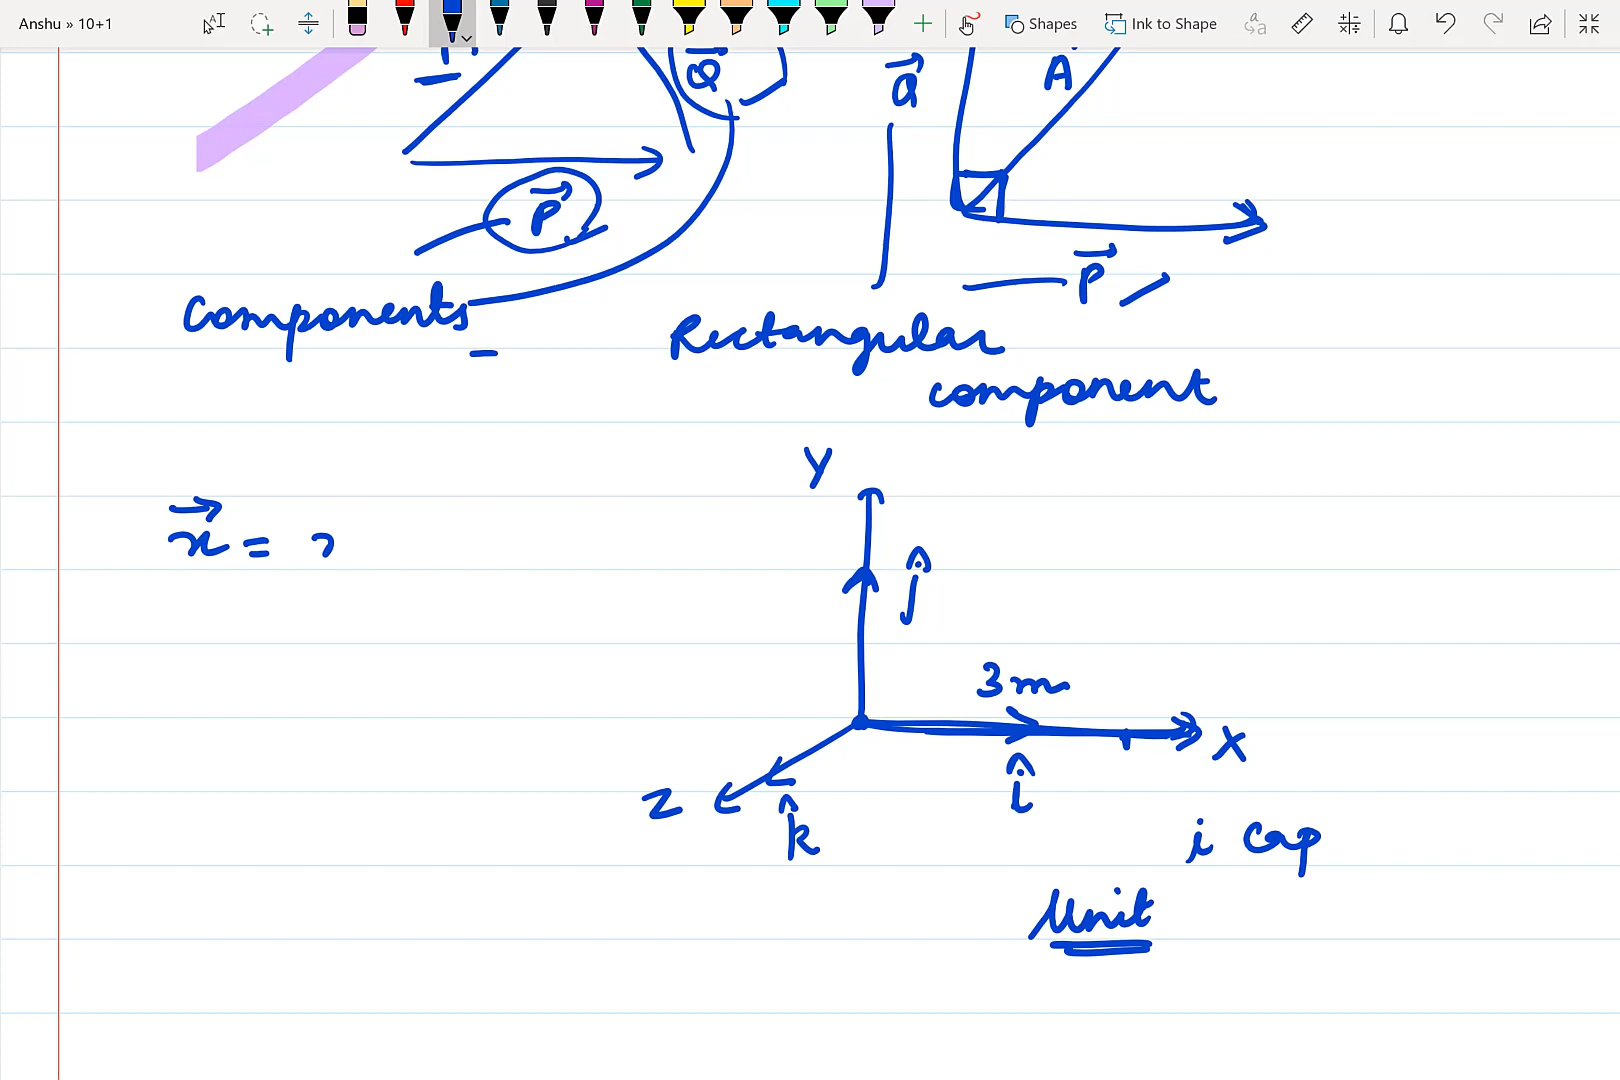 Anshu » 10+1
Shapes
Ink to Shape
Q
Q
A
P
P
Components
Rectangular
component
Y
x =
ĵ
3m
X
Z
î
k̂
i cap
Unit